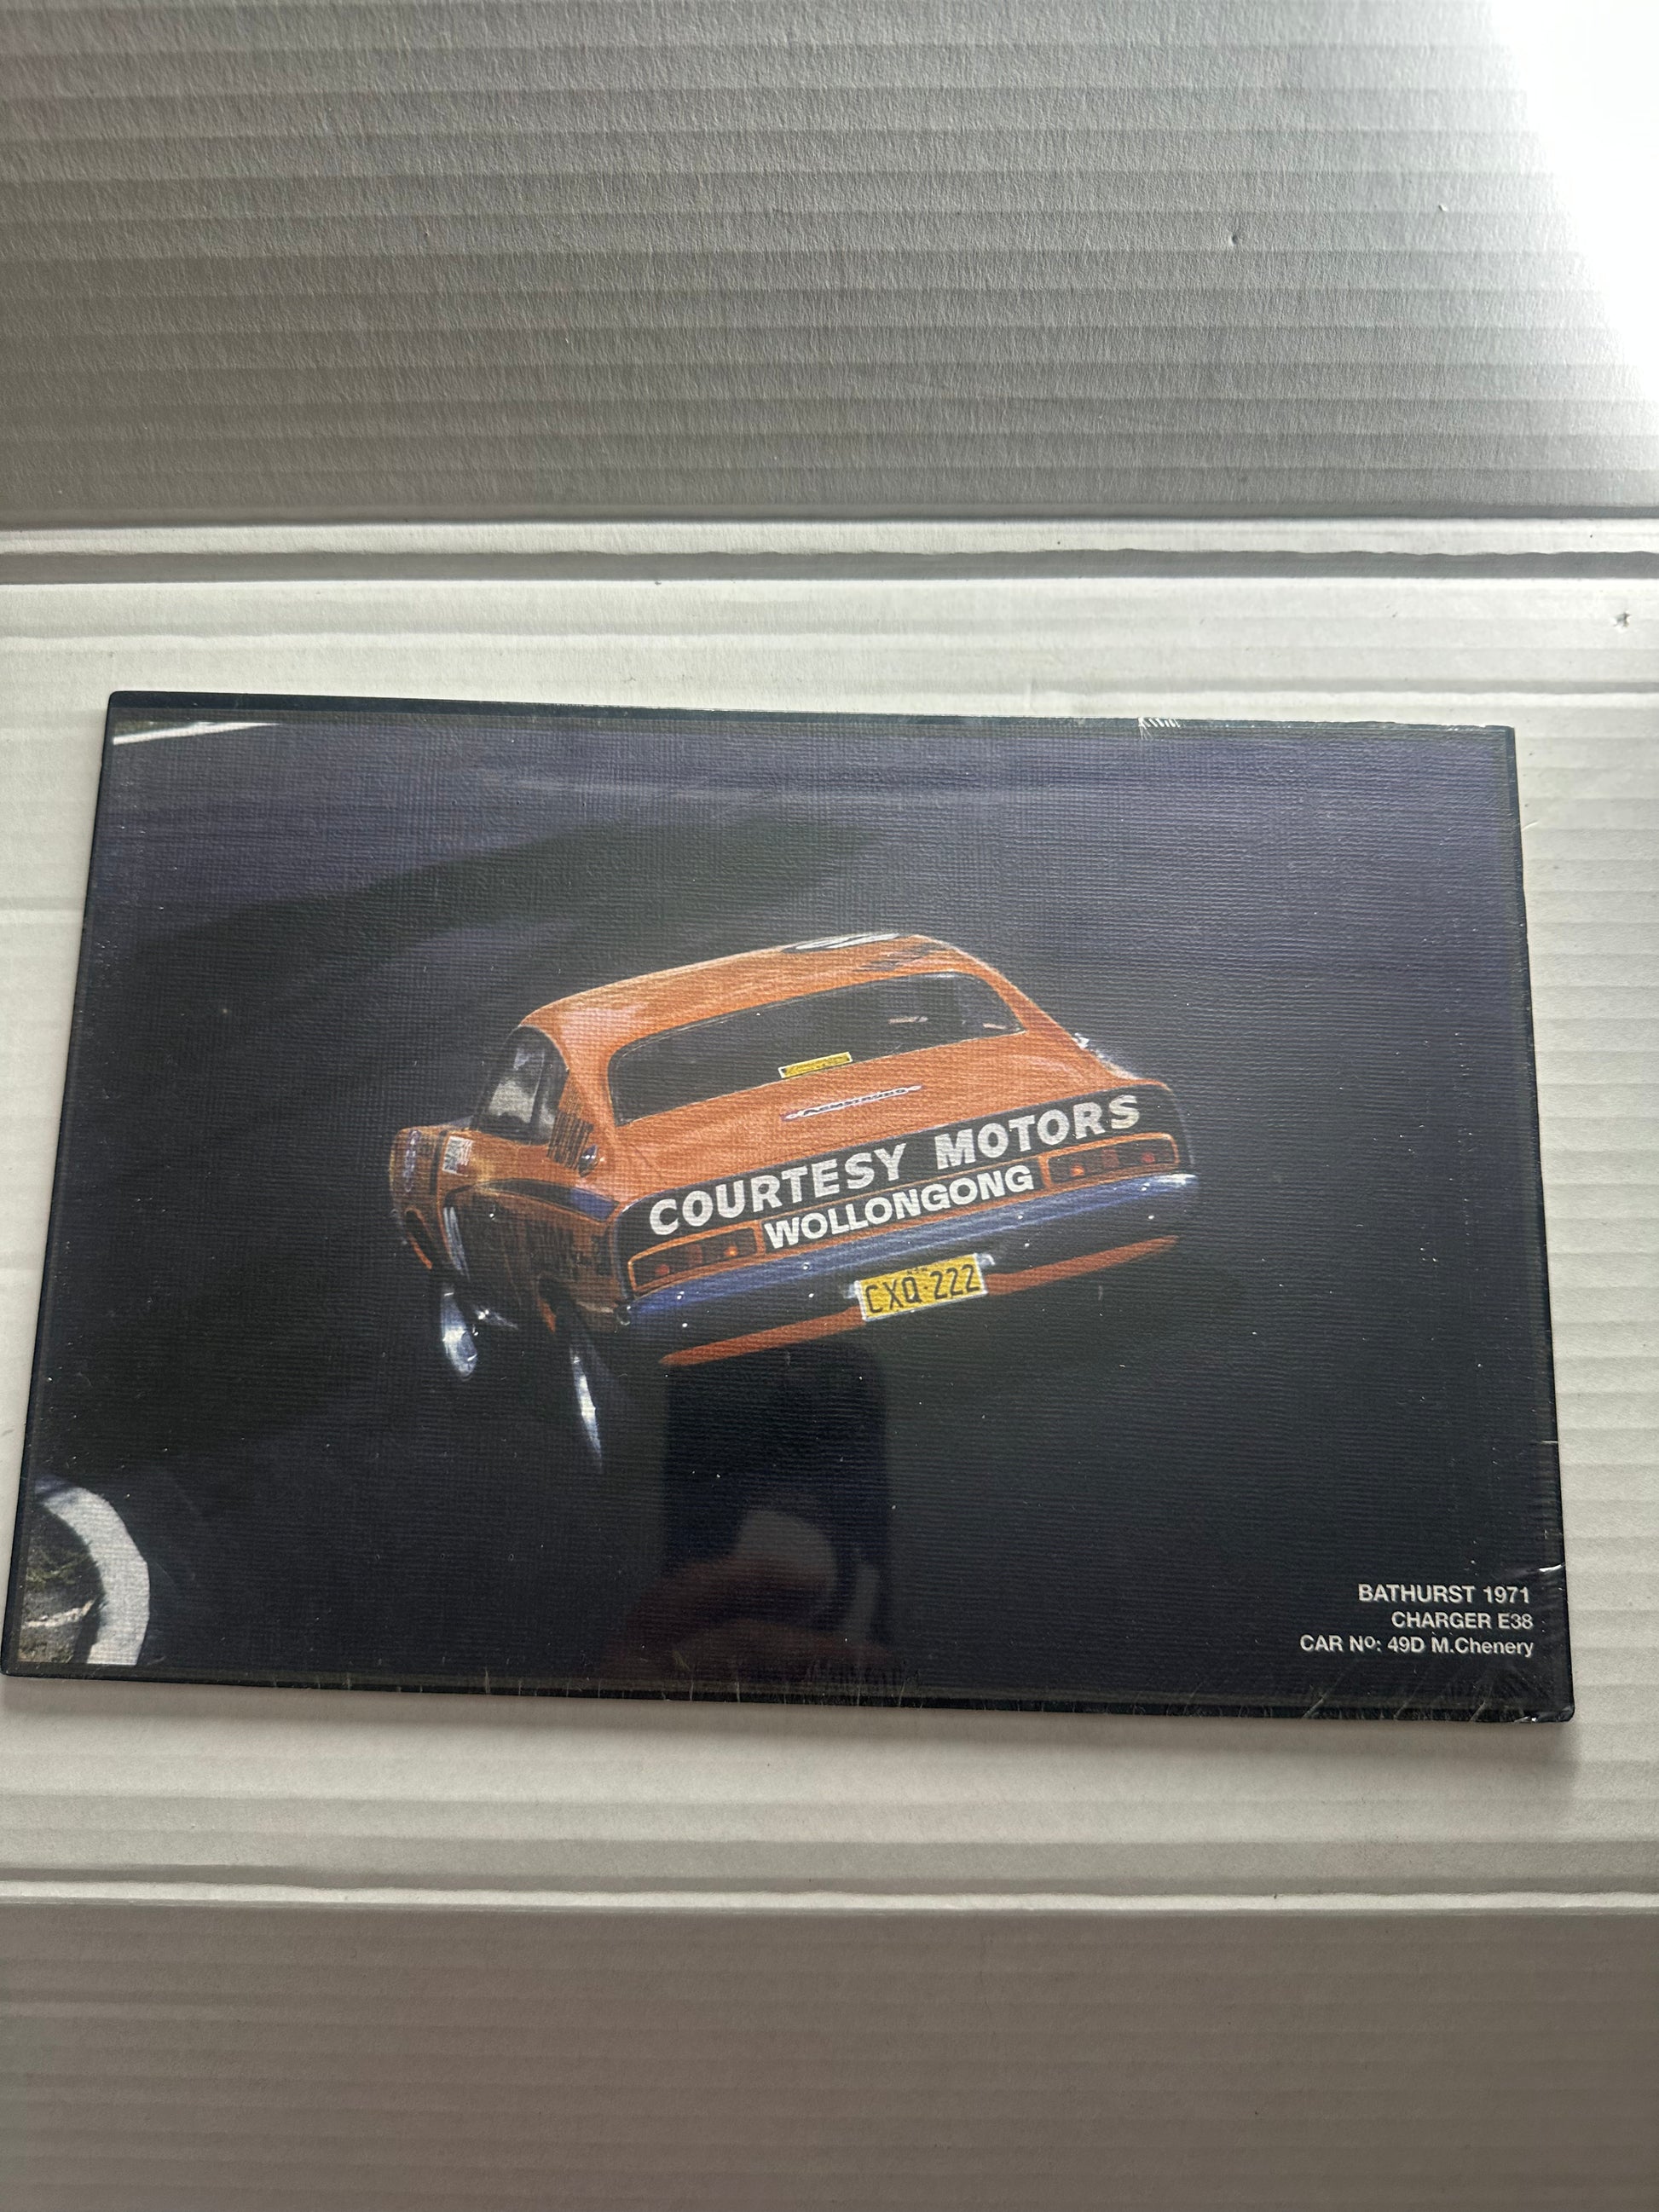 COURTESY MOTORS
WOLLONGONG
CXQ·222
BATHURST 1971
CHARGER E38
CAR Nº: 49D M.Chenery